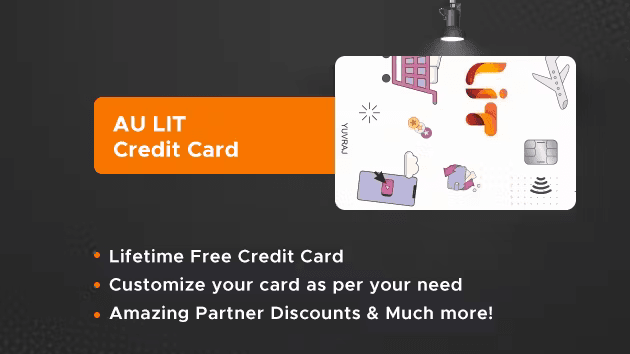 AU LIT
Credit Card
LiT
YUVRAJ
Lifetime Free Credit Card
Customize your card as per your need
Amazing Partner Discounts & Much more!